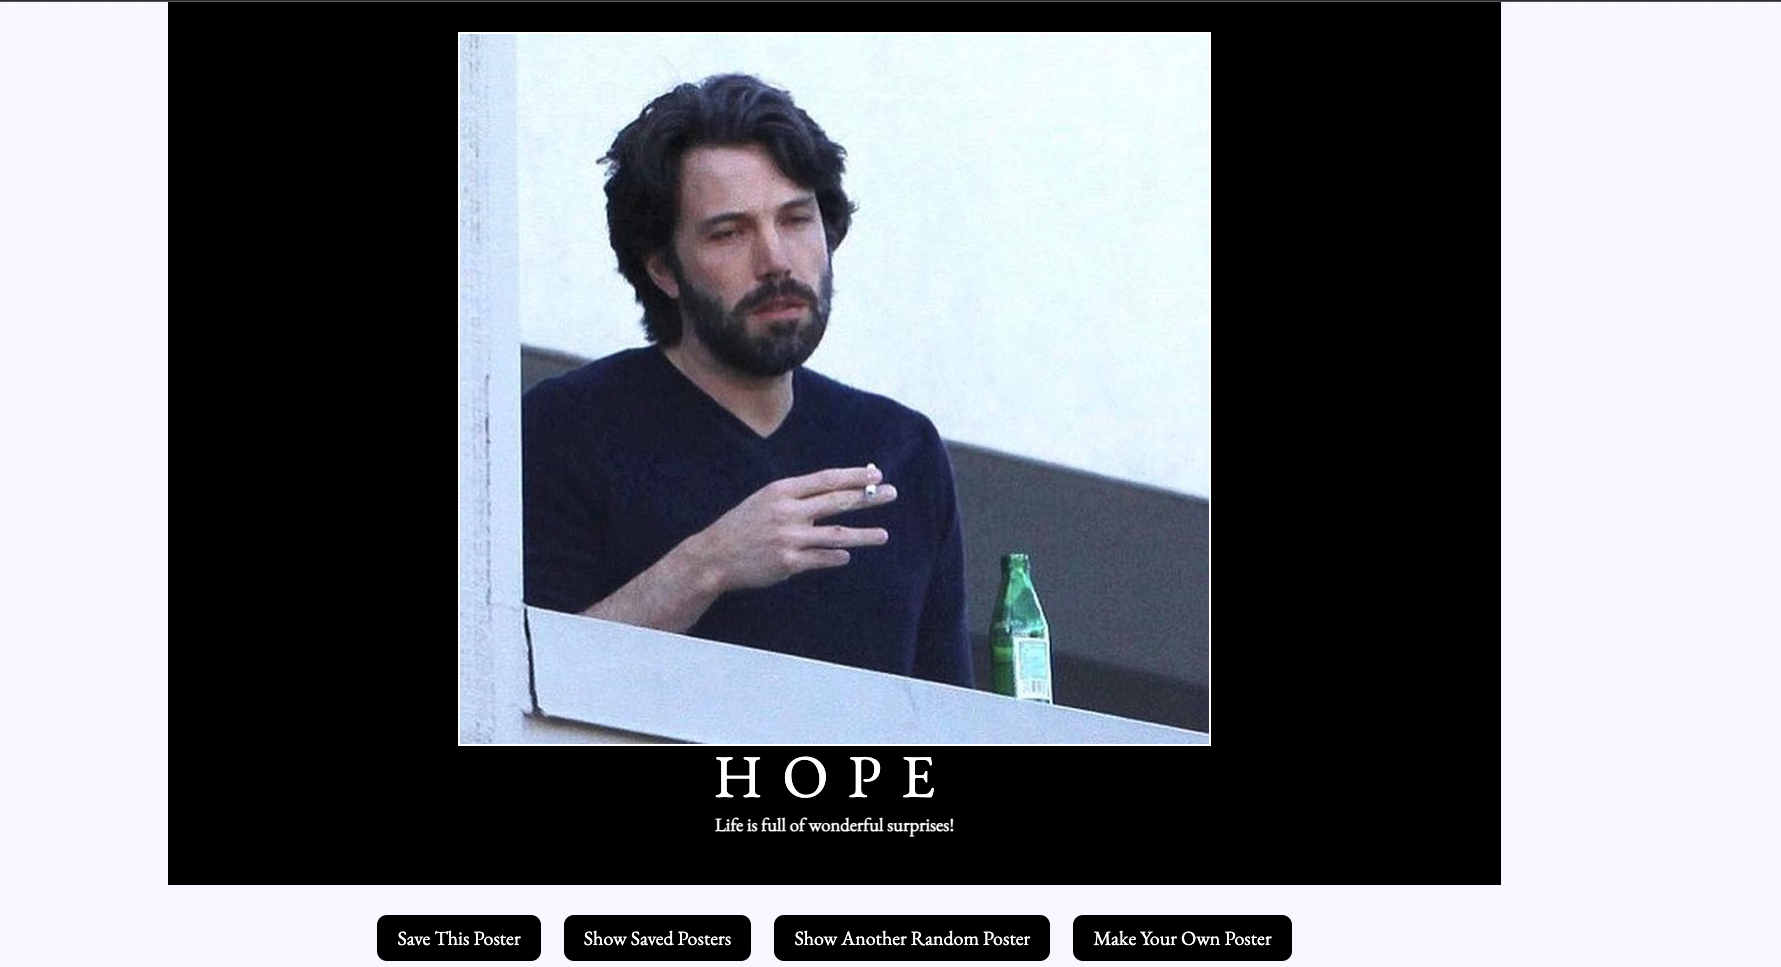 HOPE
Life is full of wonderful surprises!
Save This Poster
Show Saved Posters
Show Another Random Poster
Make Your Own Poster